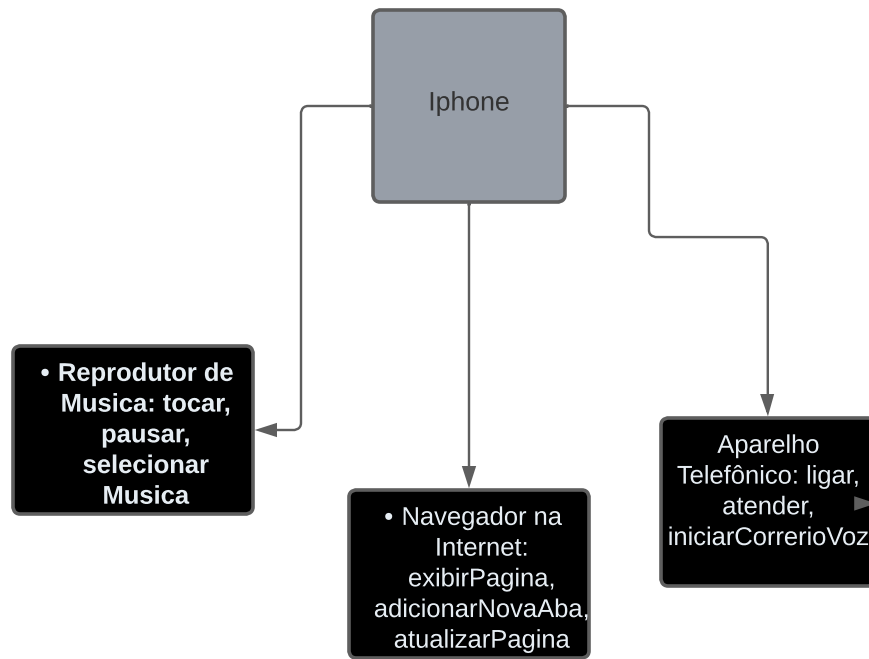 Iphone
• Reprodutor de
Musica: tocar,
pausar,
selecionar
Musica
• Navegador na
Internet:
exibirPagina,
adicionarNovaAba,
atualizarPagina
Aparelho
Telefônico: ligar,
atender,
iniciarCorrerioVoz